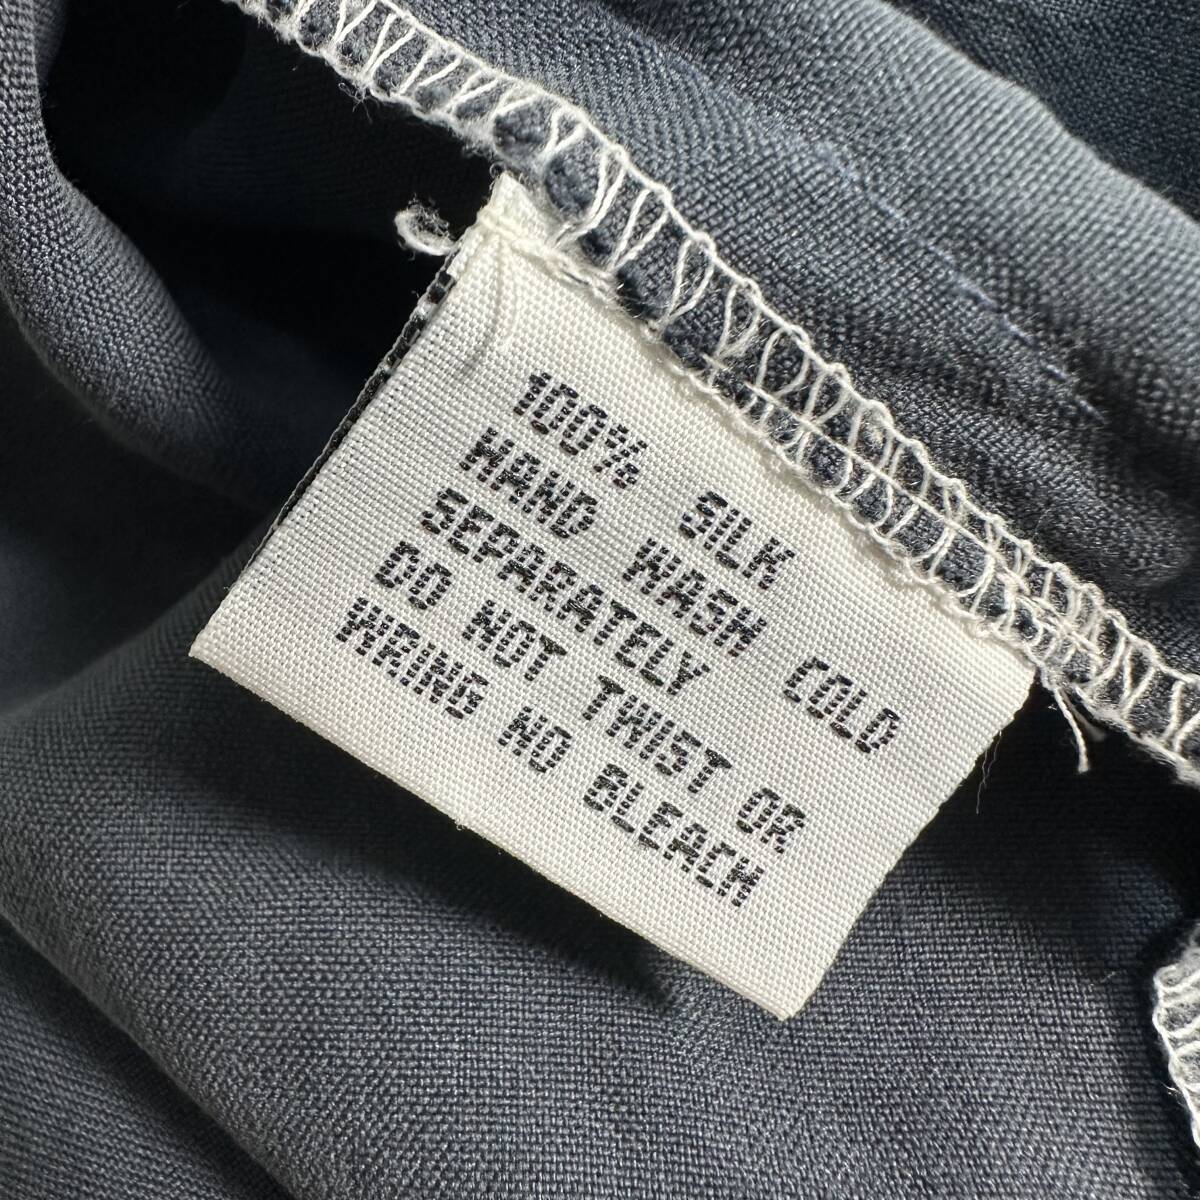 100% SILK
HAND WASH COLD
SEPARATELY
DO NOT TWIST OR
WRING NO BLEACH